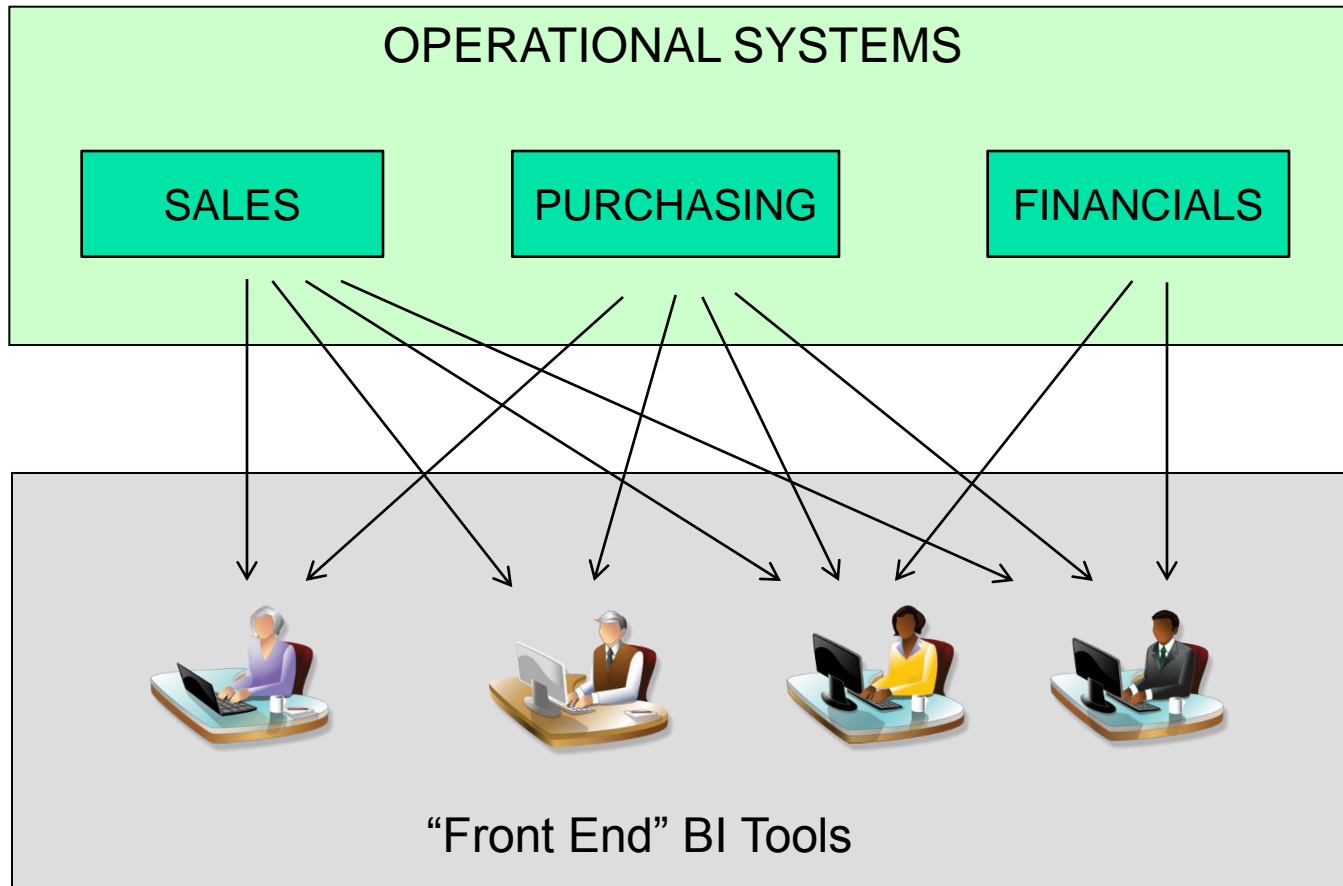 OPERATIONAL SYSTEMS
SALES
PURCHASING
FINANCIALS
“Front End” BI Tools